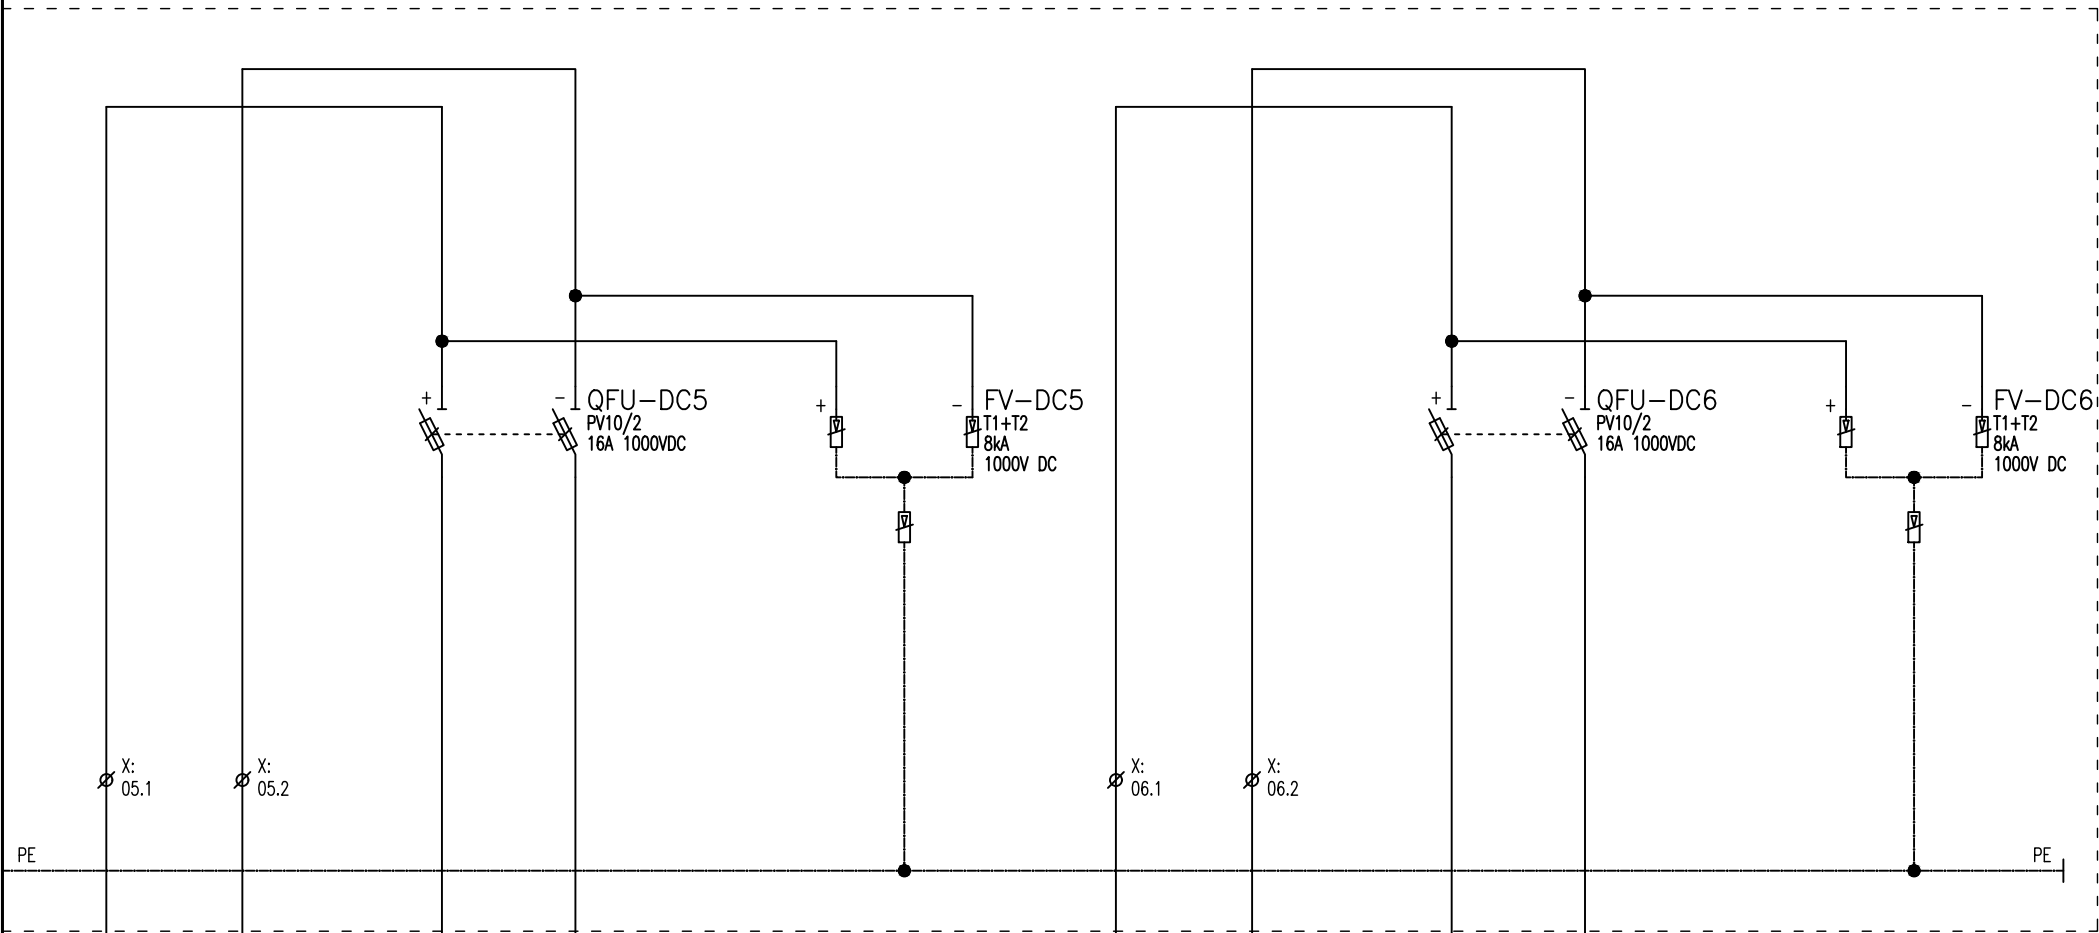 +
-
QFU-DC5
PV10/2
16A 1000VDC
+
-
FV-DC5
T1+T2
8kA
1000V DC
+
-
QFU-DC6
PV10/2
16A 1000VDC
+
-
FV-DC6
T1+T2
8kA
1000V DC
X:
05.1
X:
05.2
X:
06.1
X:
06.2
PE
PE